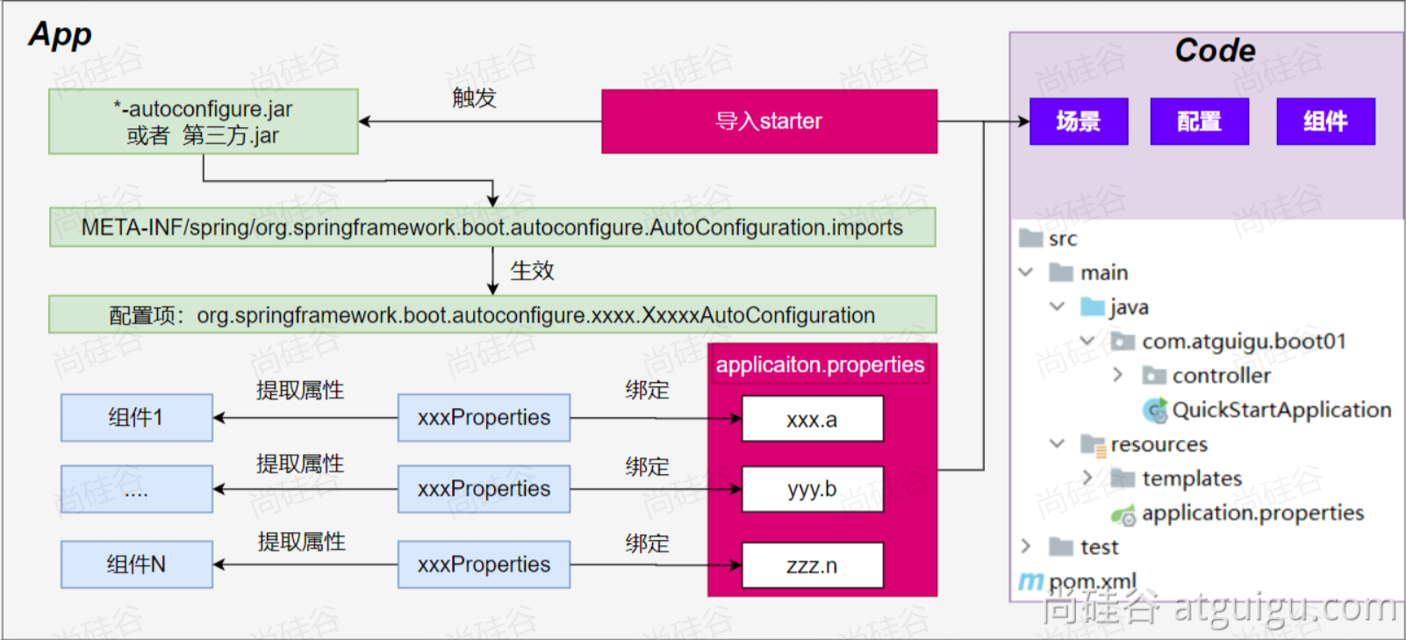 App
*-autoconfigure.jar
或者 第三方.jar
触发
导入starter
META-INF/spring/org.springframework.boot.autoconfigure.AutoConfiguration.imports
生效
配置项：org.springframework.boot.autoconfigure.xxxx.XxxxxAutoConfiguration
applicaiton.properties
组件1
提取属性
xxxProperties
绑定
xxx.a
....
提取属性
xxxProperties
绑定
yyy.b
组件N
提取属性
xxxProperties
绑定
zzz.n
Code
场景
配置
组件
src
main
java
com.atguigu.boot01
controller
QuickStartApplication
resources
templates
application.properties
test
pom.xml
尚硅谷 atguigu.com
尚硅谷